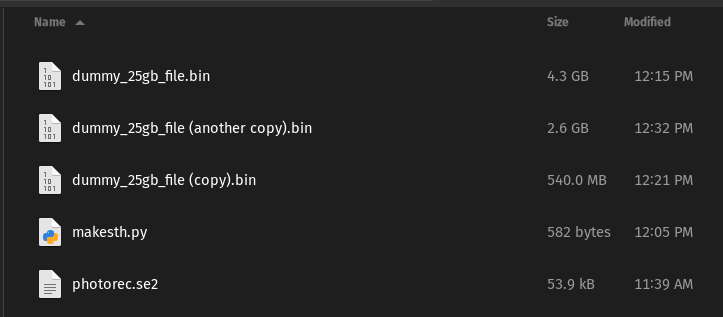 Name Size Modified
dummy_25gb_file.bin 4.3 GB 12:15 PM
dummy_25gb_file (another copy).bin 2.6 GB 12:32 PM
dummy_25gb_file (copy).bin 540.0 MB 12:21 PM
makesth.py 582 bytes 12:05 PM
photorec.se2 53.9 kB 11:39 AM